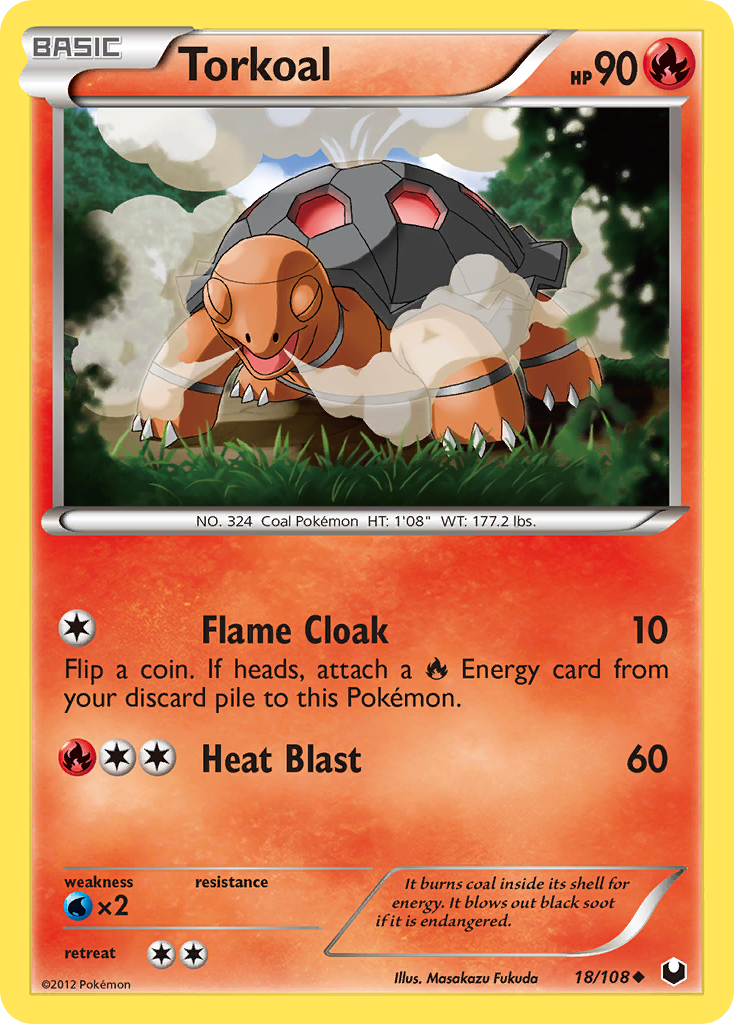 BASIC
Torkoal
HP 90
NO. 324 Coal Pokémon HT: 1'08" WT: 177.2 lbs.
Flame Cloak 10
Flip a coin. If heads, attach a Energy card from
your discard pile to this Pokémon.
Heat Blast 60
weakness resistance
×2
retreat
It burns coal inside its shell for
energy. It blows out black soot
if it is endangered.
©2012 Pokémon
Illus. Masakazu Fukuda
18/108